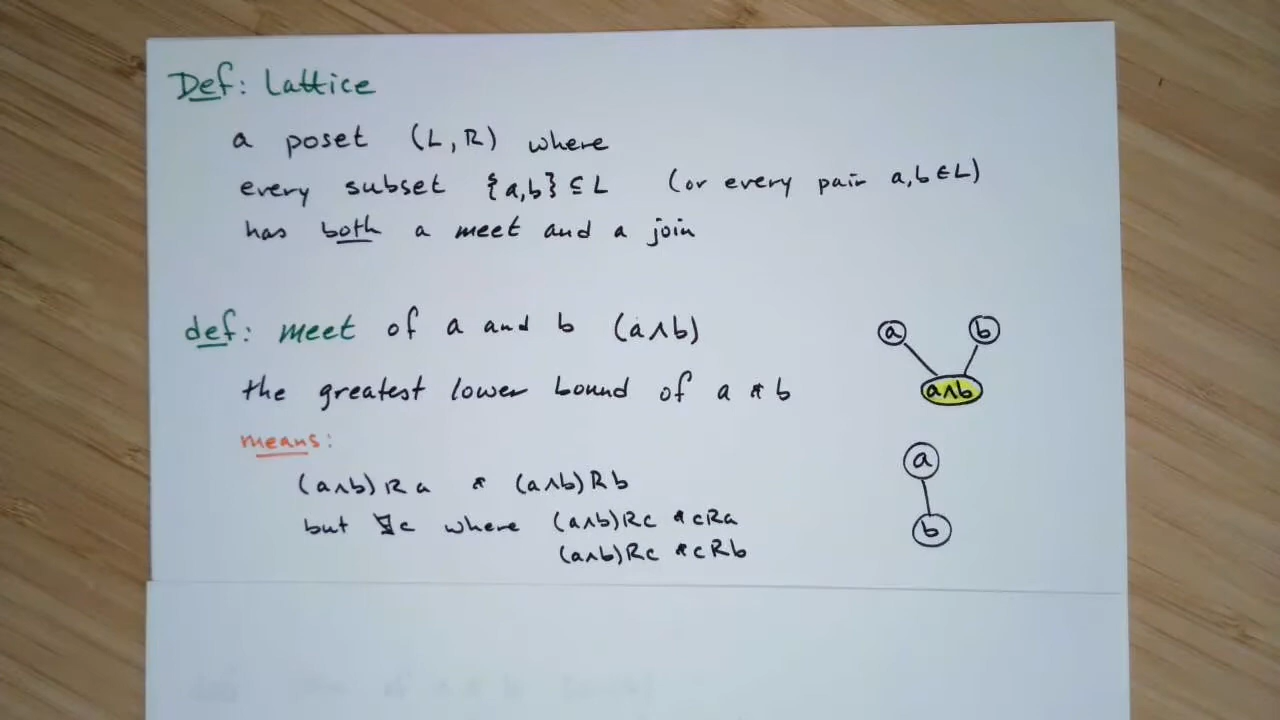 Def: Lattice
a poset (L, R) where
every subset {a,b} ⊆ L (or every pair a,b ∈ L)
has both a meet and a join
def: meet of a and b (a∧b)
the greatest lower bound of a & b
means:
(a∧b) R a & (a∧b) R b
but ∄c where (a∧b)Rc & cRa
(a∧b)Rc & cRb
a b
a∧b
a
b